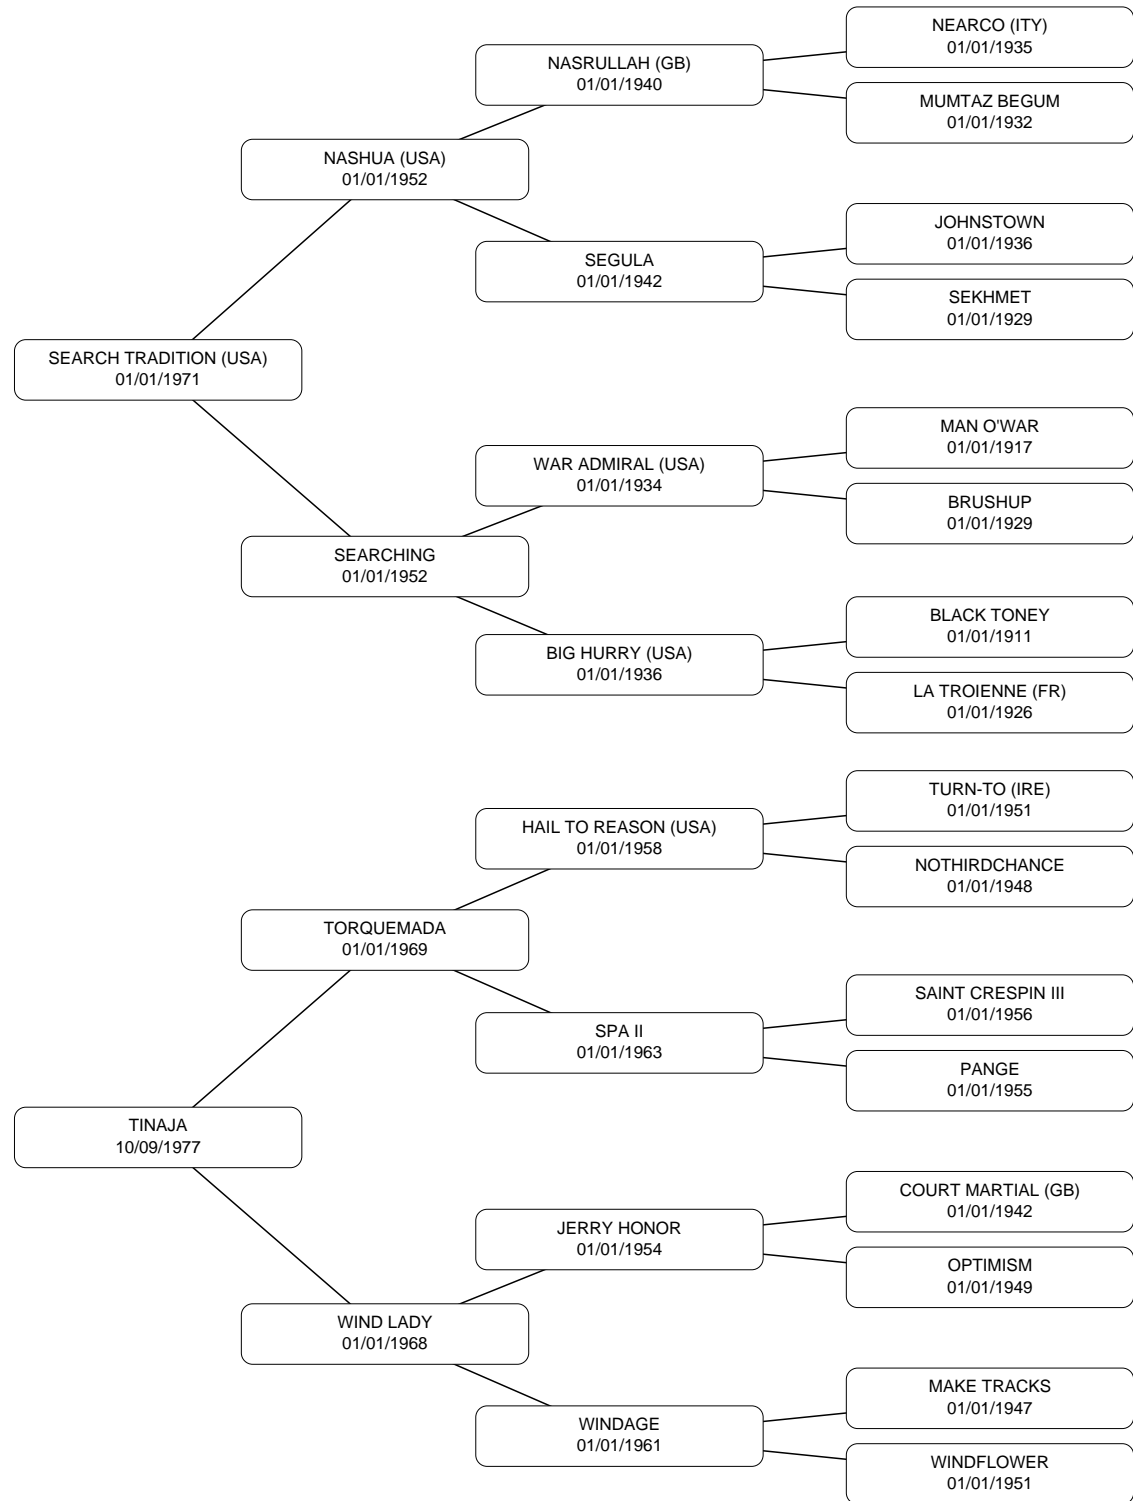 NEARCO (ITY)
01/01/1935
NASRULLAH (GB)
01/01/1940
MUMTAZ BEGUM
01/01/1932
NASHUA (USA)
01/01/1952
JOHNSTOWN
01/01/1936
SEGULA
01/01/1942
SEKHMET
01/01/1929
SEARCH TRADITION (USA)
01/01/1971
MAN O'WAR
01/01/1917
WAR ADMIRAL (USA)
01/01/1934
BRUSHUP
01/01/1929
SEARCHING
01/01/1952
BLACK TONEY
01/01/1911
BIG HURRY (USA)
01/01/1936
LA TROIENNE (FR)
01/01/1926
TURN-TO (IRE)
01/01/1951
HAIL TO REASON (USA)
01/01/1958
NOTHIRDCHANCE
01/01/1948
TORQUEMADA
01/01/1969
SAINT CRESPIN III
01/01/1956
SPA II
01/01/1963
PANGE
01/01/1955
TINAJA
10/09/1977
COURT MARTIAL (GB)
01/01/1942
JERRY HONOR
01/01/1954
OPTIMISM
01/01/1949
WIND LADY
01/01/1968
MAKE TRACKS
01/01/1947
WINDAGE
01/01/1961
WINDFLOWER
01/01/1951